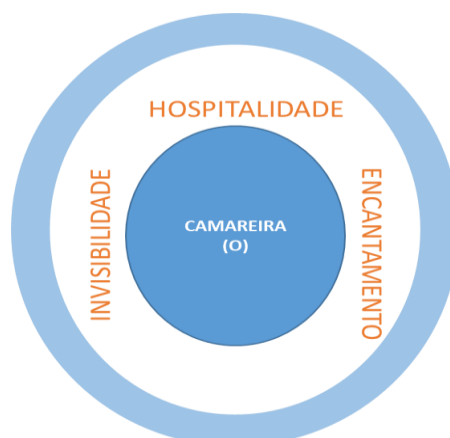 HOSPITALIDADE
INVISIBILIDADE
CAMAREIRA
(O)
ENCANTAMENTO